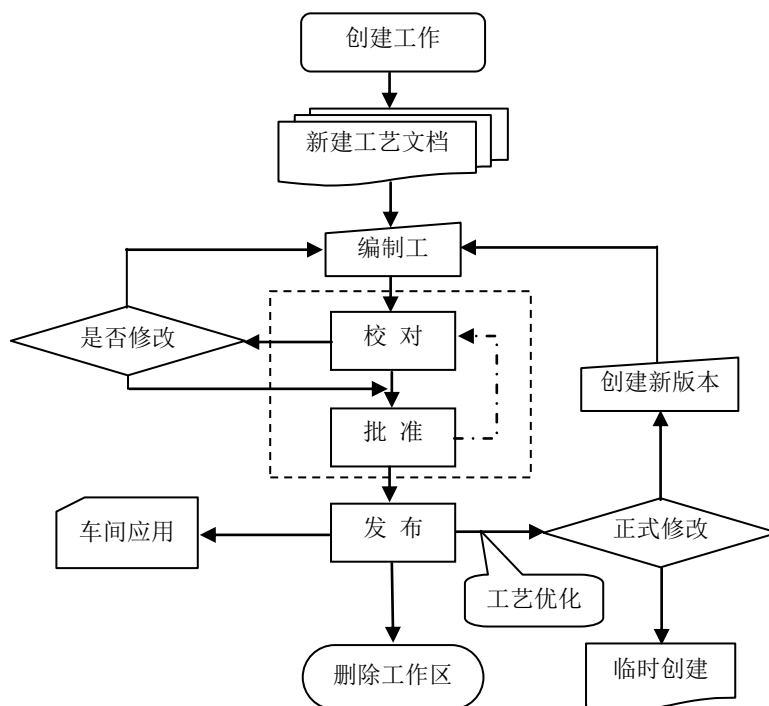 创建工作
新建工艺文档
编制工
是否修改
校 对
创建新版本
批 准
车间应用
发 布
正式修改
工艺优化
删除工作区
临时创建